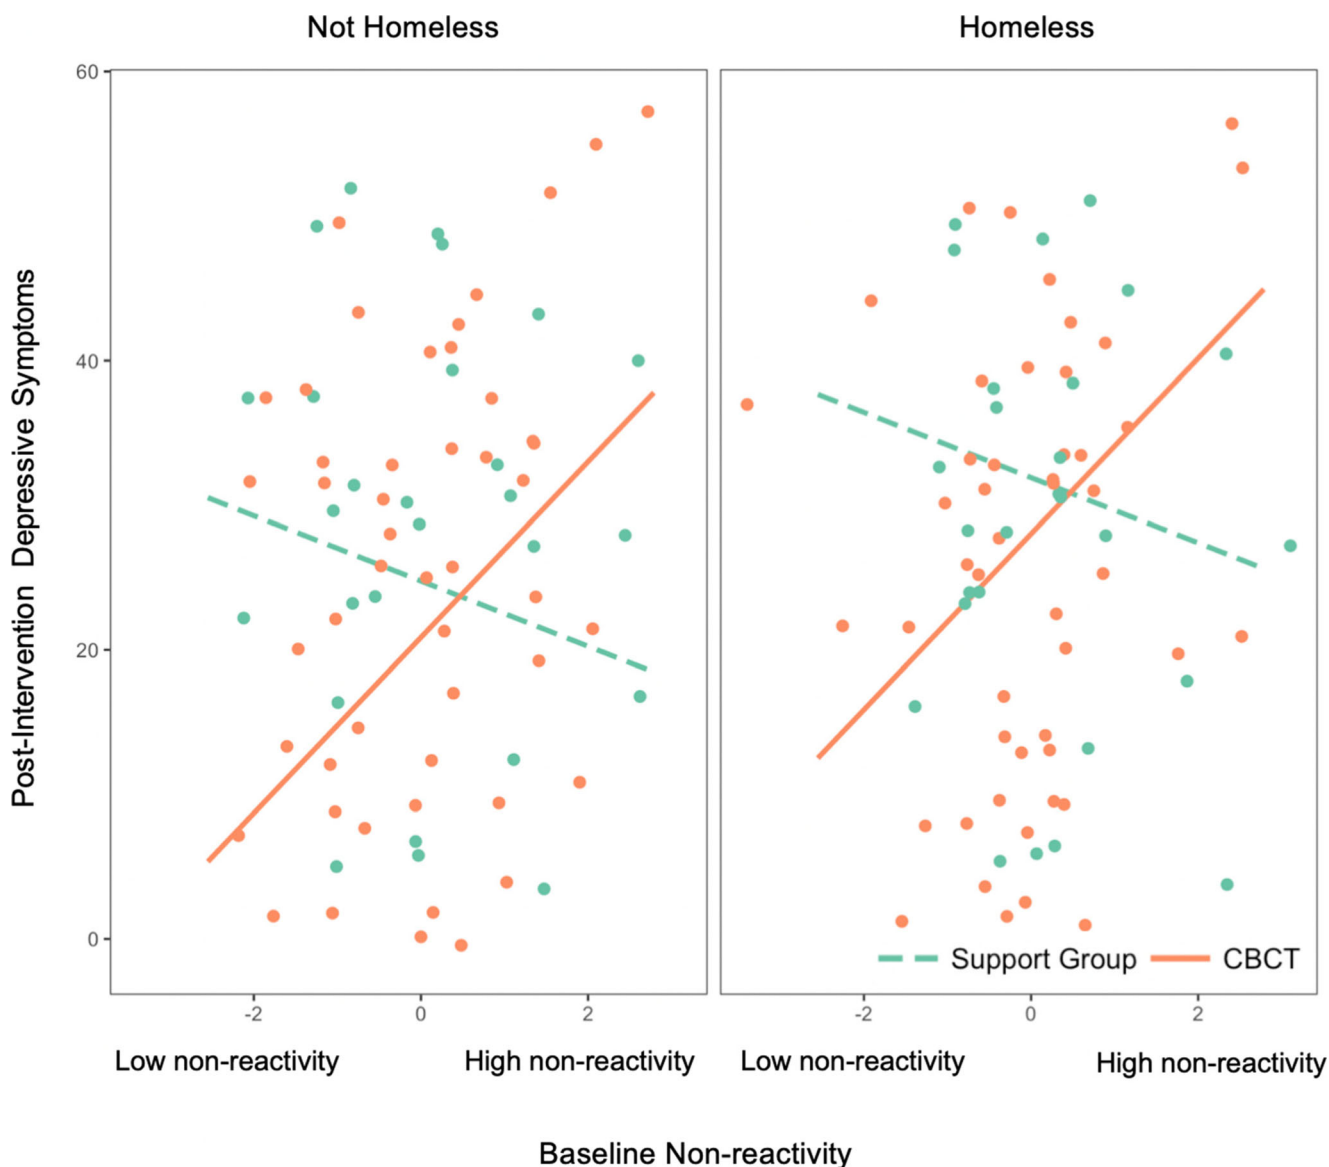 Not Homeless
Homeless
Post-Intervention Depressive Symptoms
60
40
20
0
Support Group
CBCT
-2
0
2
-2
0
2
Low non-reactivity
High non-reactivity
Low non-reactivity
High non-reactivity
Baseline Non-reactivity